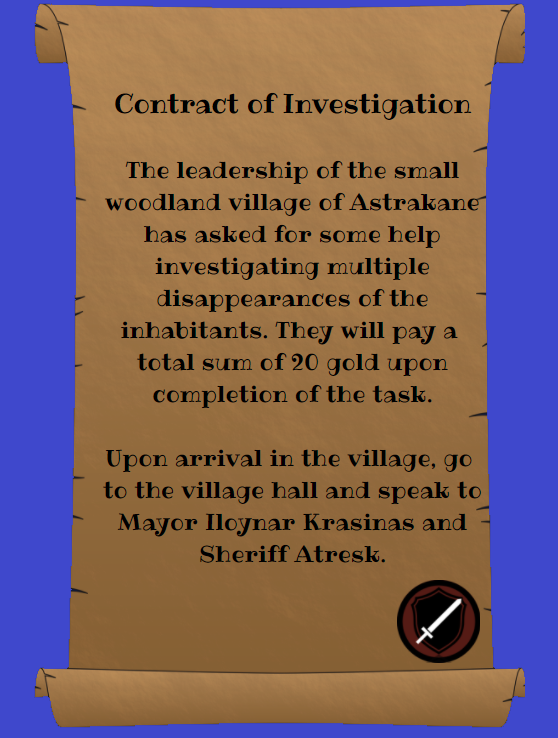 Contract of Investigation
The leadership of the small
woodland village of Astrakane
has asked for some help
investigating multiple
disappearances of the
inhabitants. They will pay a
total sum of 20 gold upon
completion of the task.
Upon arrival in the village, go
to the village hall and speak to
Mayor Iloynar Krasinas and
Sheriff Atresk.